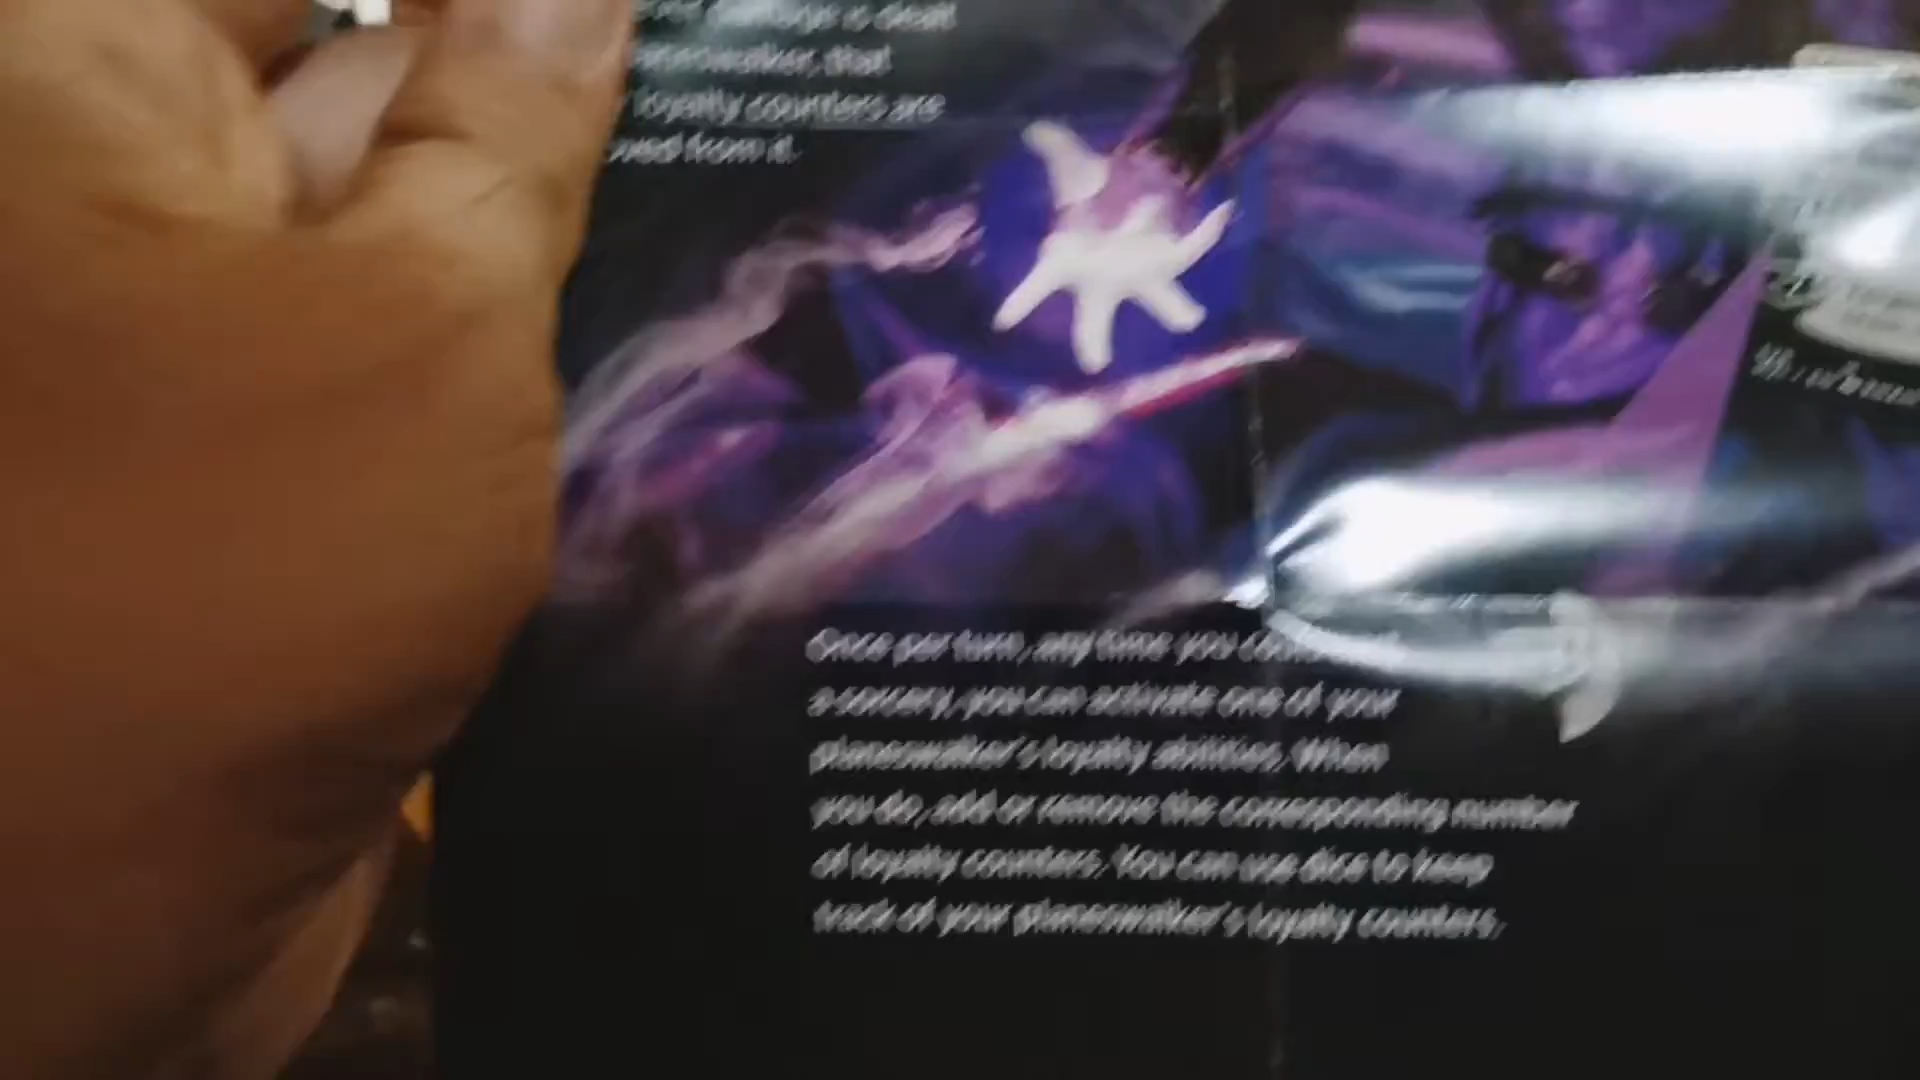 damage is dealt
planeswalker, that
loyalty counters are
from it.
Once per turn, any time you could
a sorcery, you can activate one of your
planeswalker's loyalty abilities. When
you do, add or remove the corresponding number
of loyalty counters. You can use dice to keep
track of your planeswalker's loyalty counters.